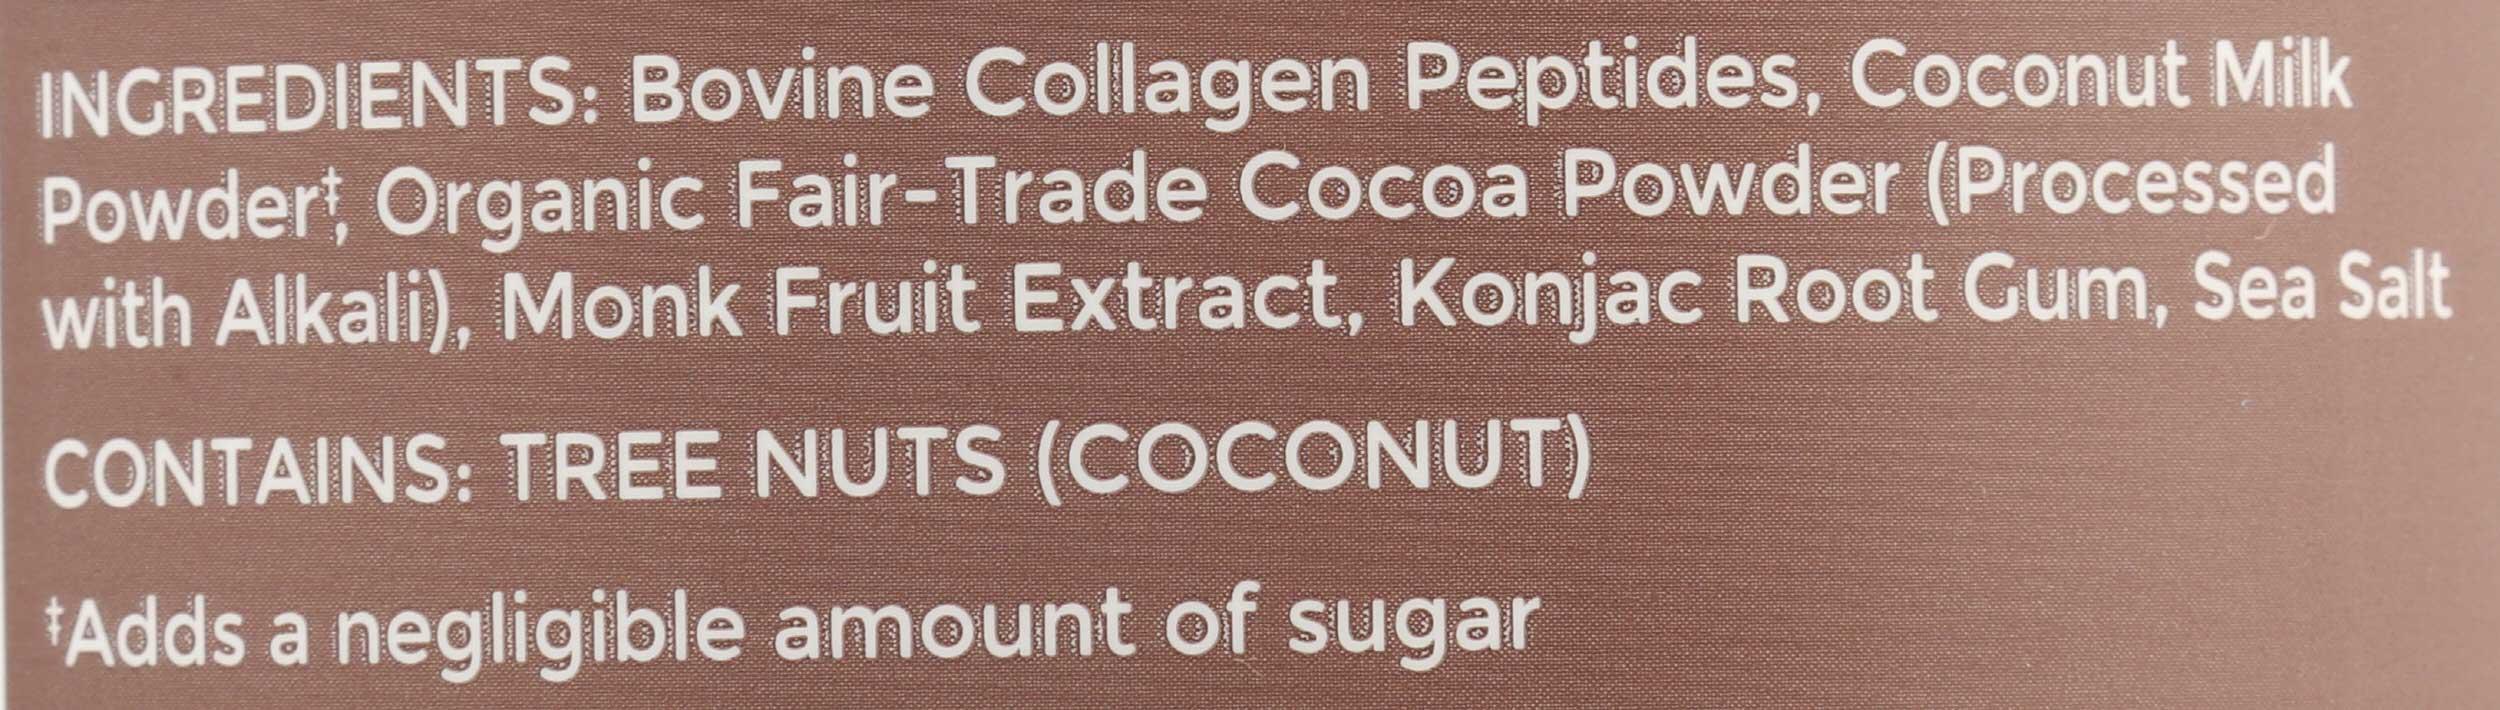 INGREDIENTS: Bovine Collagen Peptides, Coconut Milk
Powder‡, Organic Fair-Trade Cocoa Powder (Processed
with Alkali), Monk Fruit Extract, Konjac Root Gum, Sea Salt
CONTAINS: TREE NUTS (COCONUT)
‡Adds a negligible amount of sugar